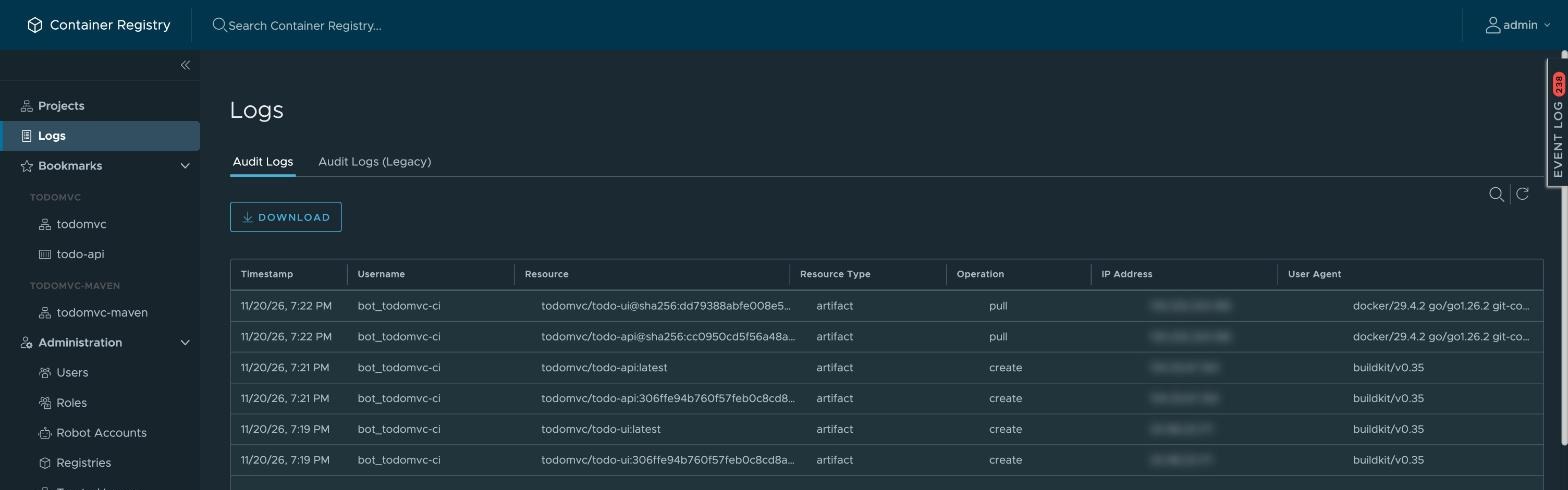 Container Registry Search Container Registry... admin
Projects
Logs
Bookmarks
TODOMVC
todomvc
todo-api
TODOMVC-MAVEN
todomvc-maven
Administration
Users
Roles
Robot Accounts
Registries
Logs
Audit Logs Audit Logs (Legacy)
DOWNLOAD
Timestamp Username Resource Resource Type Operation IP Address User Agent
11/20/26, 7:22 PM bot_todomvc-ci todomvc/todo-ui@sha256:dd79388abfe008e5... artifact pull docker/29.4.2 go/go1.26.2 git-co...
11/20/26, 7:22 PM bot_todomvc-ci todomvc/todo-api@sha256:cc0950cd5f56a48a... artifact pull docker/29.4.2 go/go1.26.2 git-co...
11/20/26, 7:21 PM bot_todomvc-ci todomvc/todo-api:latest artifact create buildkit/v0.35
11/20/26, 7:21 PM bot_todomvc-ci todomvc/todo-api:306ffe94b760f57feb0c8cd8... artifact create buildkit/v0.35
11/20/26, 7:19 PM bot_todomvc-ci todomvc/todo-ui:latest artifact create buildkit/v0.35
11/20/26, 7:19 PM bot_todomvc-ci todomvc/todo-ui:306ffe94b760f57feb0c8cd8a... artifact create buildkit/v0.35
EVENT LOG 238